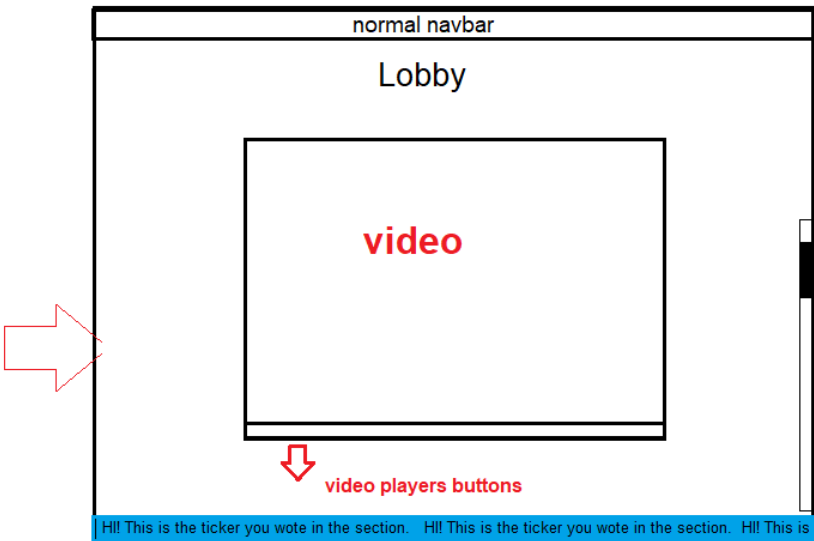 normal navbar
Lobby
video
video players buttons
HI! This is the ticker you wote in the section. HI! This is the ticker you wote in the section. HI! This is